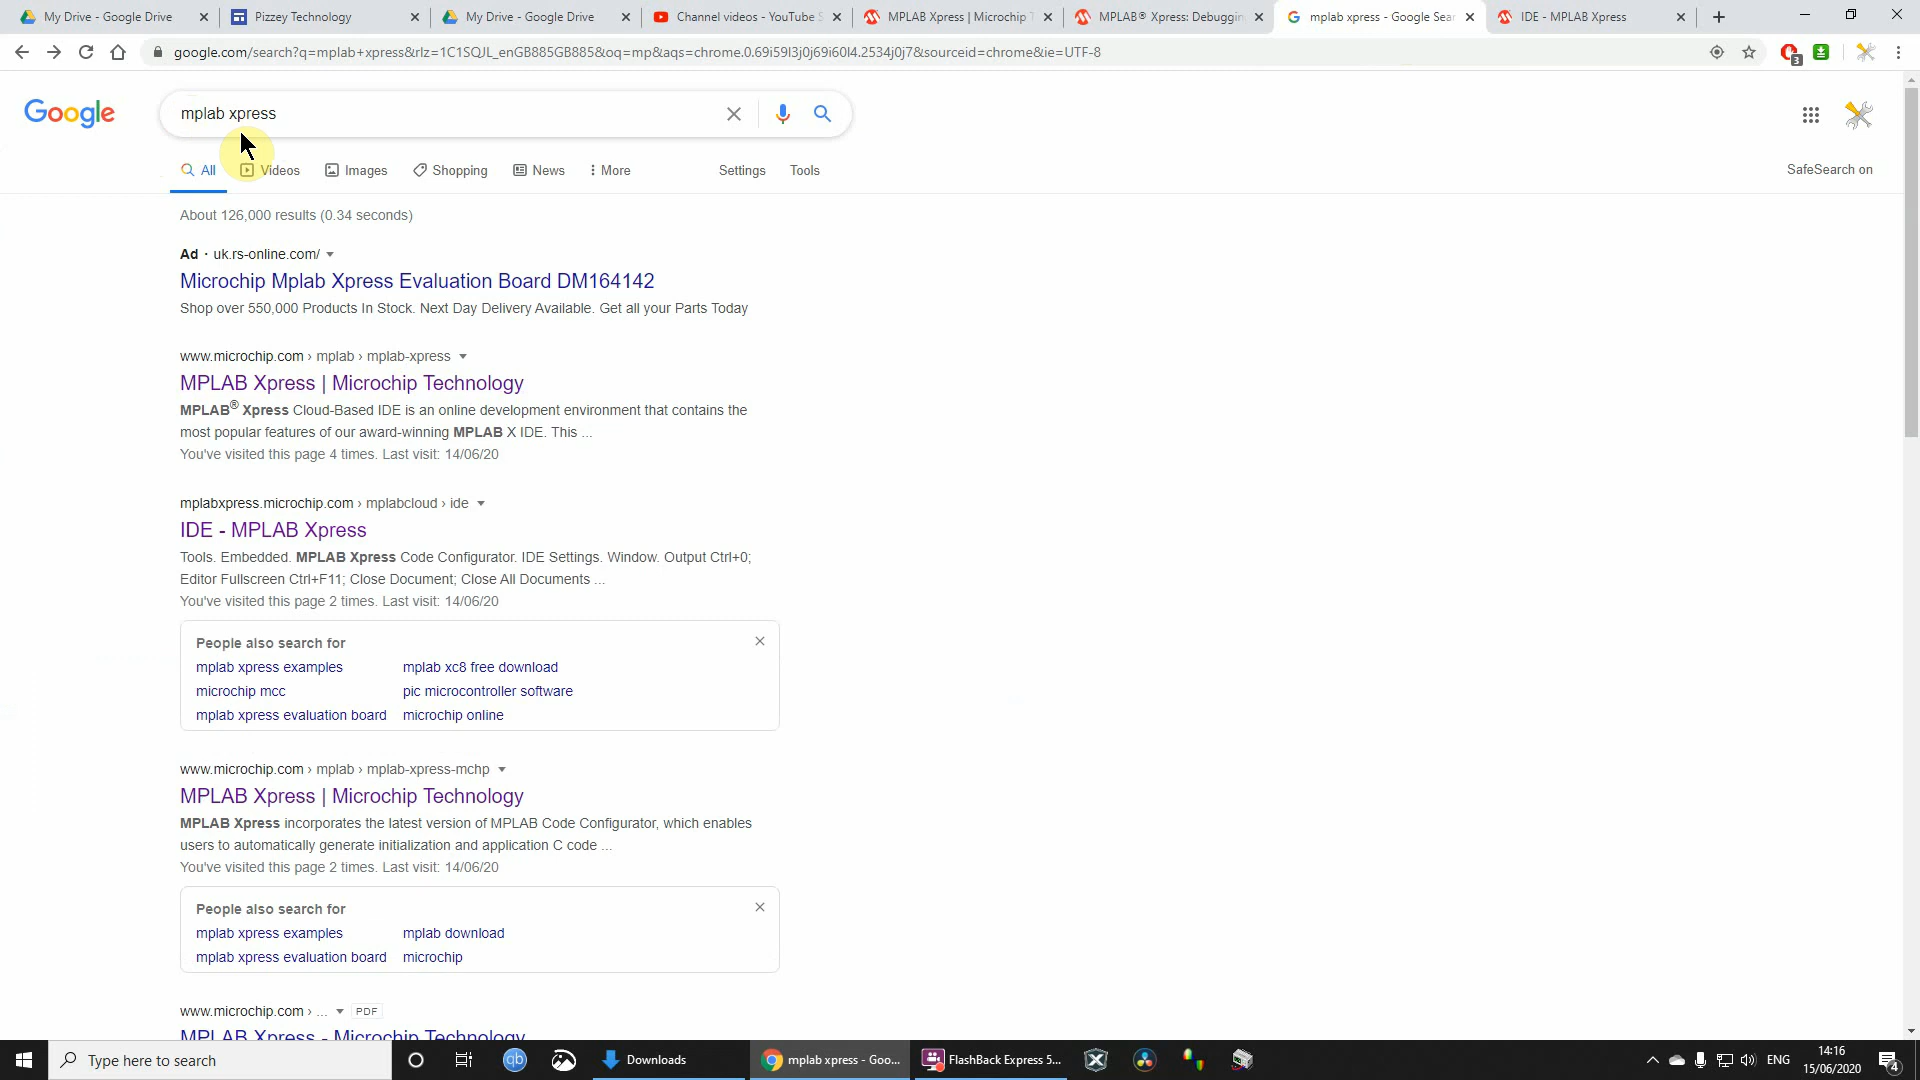 My Drive - Google Drive
Pizzey Technology
My Drive - Google Drive
Channel videos - YouTube S
MPLAB Xpress | Microchip T
MPLAB® Xpress: Debuggin
mplab xpress - Google Sear
IDE - MPLAB Xpress
google.com/search?q=mplab+xpress&rlz=1C1SQJL_enGB885GB885&oq=mp&aqs=chrome.0.69i59l3j0j69i60l4.2534j0j7&sourceid=chrome&ie=UTF-8
3
Google
mplab xpress
All
Videos
Images
Shopping
News
More
Settings
Tools
SafeSearch on
About 126,000 results (0.34 seconds)
Ad · uk.rs-online.com/
Microchip Mplab Xpress Evaluation Board DM164142
Shop over 550,000 Products In Stock. Next Day Delivery Available. Get all your Parts Today
www.microchip.com › mplab › mplab-xpress
MPLAB Xpress | Microchip Technology
MPLAB® Xpress Cloud-Based IDE is an online development environment that contains the
most popular features of our award-winning MPLAB X IDE. This ...
You've visited this page 4 times. Last visit: 14/06/20
mplabxpress.microchip.com › mplabcloud › ide
IDE - MPLAB Xpress
Tools. Embedded. MPLAB Xpress Code Configurator. IDE Settings. Window. Output Ctrl+0;
Editor Fullscreen Ctrl+F11; Close Document; Close All Documents ...
You've visited this page 2 times. Last visit: 14/06/20
People also search for
mplab xpress examples
mplab xc8 free download
microchip mcc
pic microcontroller software
mplab xpress evaluation board
microchip online
www.microchip.com › mplab › mplab-xpress-mchp
MPLAB Xpress | Microchip Technology
MPLAB Xpress incorporates the latest version of MPLAB Code Configurator, which enables
users to automatically generate initialization and application C code ...
You've visited this page 2 times. Last visit: 14/06/20
People also search for
mplab xpress examples
mplab download
mplab xpress evaluation board
microchip
www.microchip.com › ...
PDF
MPLAB Xpress - Microchip Technology
Type here to search
qb
Downloads
mplab xpress - Goo...
FlashBack Express 5...
ENG
14:16
15/06/2020
4